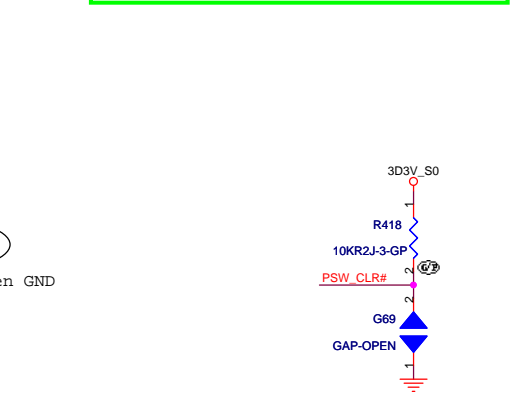 3D3V_S0
1
R418
10KR2J-3-GP
2
PSW_CLR#
2
G69
GAP-OPEN
1
en GND